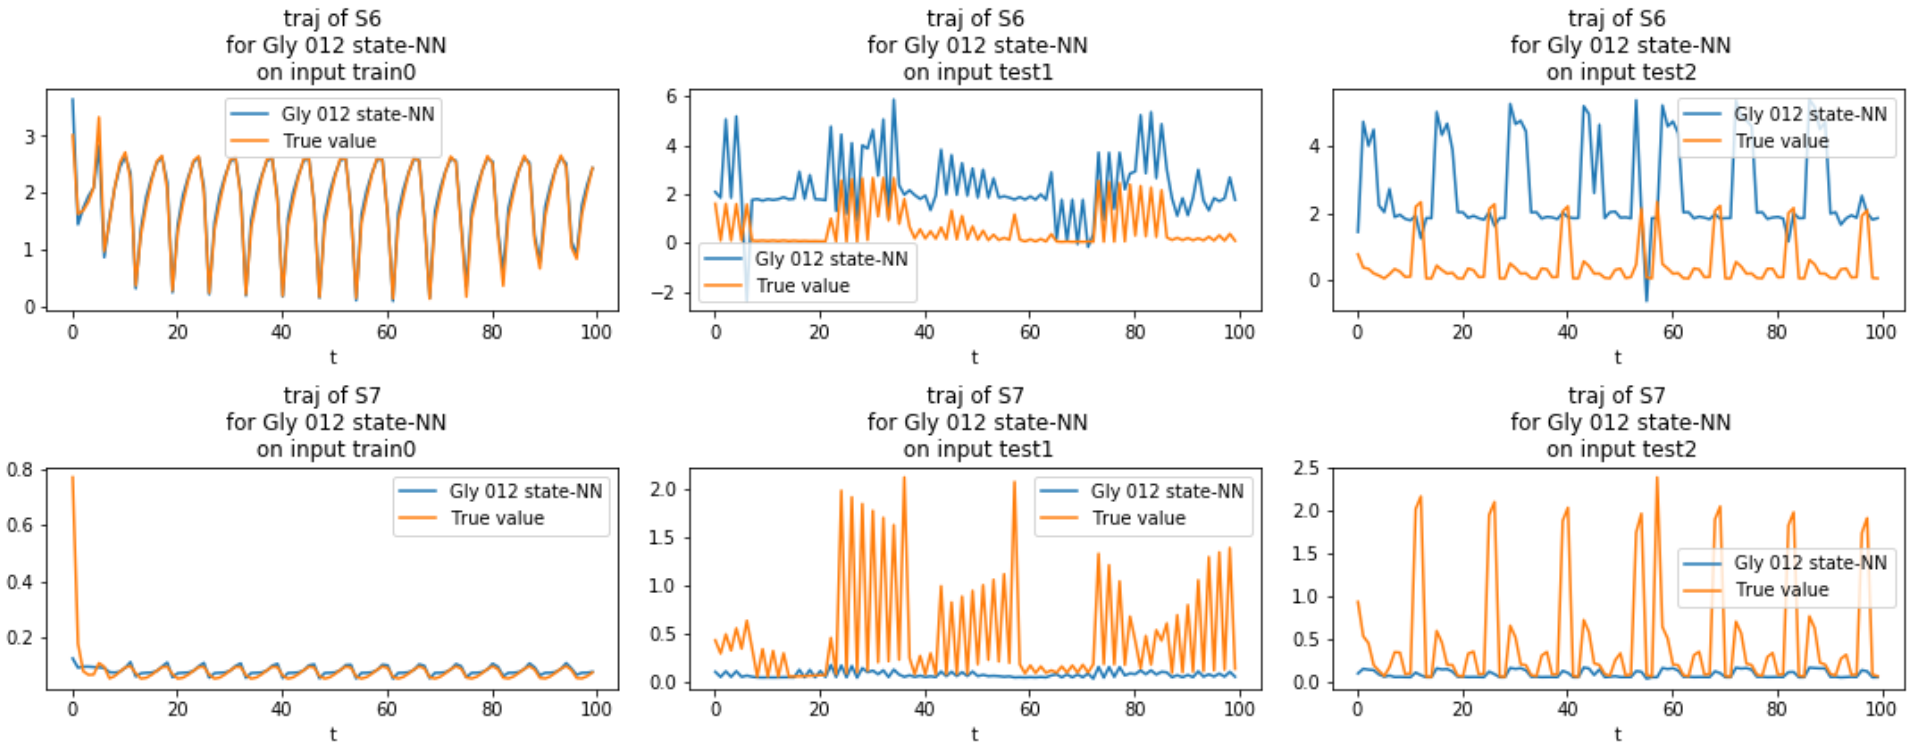 traj of S6
for Gly 012 state-NN
on input train0
Gly 012 state-NN
True value
3
2
1
0
0 20 40 60 80 100
t
traj of S6
for Gly 012 state-NN
on input test1
6
4
2
0
−2
Gly 012 state-NN
True value
0 20 40 60 80 100
t
traj of S6
for Gly 012 state-NN
on input test2
Gly 012 state-NN
True value
4
2
0
0 20 40 60 80 100
t
traj of S7
for Gly 012 state-NN
on input train0
0.8
0.6
0.4
0.2
Gly 012 state-NN
True value
0 20 40 60 80 100
t
traj of S7
for Gly 012 state-NN
on input test1
2.0
1.5
1.0
0.5
0.0
Gly 012 state-NN
True value
0 20 40 60 80 100
t
traj of S7
for Gly 012 state-NN
on input test2
2.5
2.0
1.5
1.0
0.5
0.0
Gly 012 state-NN
True value
0 20 40 60 80 100
t